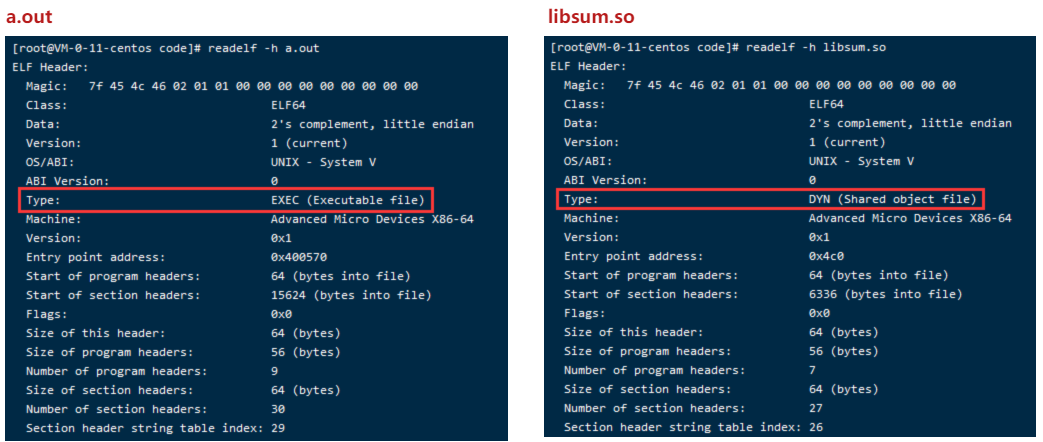 a.out
[root@VM-0-11-centos code]# readelf -h a.out
ELF Header:
Magic: 7f 45 4c 46 02 01 01 00 00 00 00 00 00 00 00 00
Class: ELF64
Data: 2's complement, little endian
Version: 1 (current)
OS/ABI: UNIX - System V
ABI Version: 0
Type: EXEC (Executable file)
Machine: Advanced Micro Devices X86-64
Version: 0x1
Entry point address: 0x400570
Start of program headers: 64 (bytes into file)
Start of section headers: 15624 (bytes into file)
Flags: 0x0
Size of this header: 64 (bytes)
Size of program headers: 56 (bytes)
Number of program headers: 9
Size of section headers: 64 (bytes)
Number of section headers: 30
Section header string table index: 29
libsum.so
[root@VM-0-11-centos code]# readelf -h libsum.so
ELF Header:
Magic: 7f 45 4c 46 02 01 01 00 00 00 00 00 00 00 00 00
Class: ELF64
Data: 2's complement, little endian
Version: 1 (current)
OS/ABI: UNIX - System V
ABI Version: 0
Type: DYN (Shared object file)
Machine: Advanced Micro Devices X86-64
Version: 0x1
Entry point address: 0x4c0
Start of program headers: 64 (bytes into file)
Start of section headers: 6336 (bytes into file)
Flags: 0x0
Size of this header: 64 (bytes)
Size of program headers: 56 (bytes)
Number of program headers: 7
Size of section headers: 64 (bytes)
Number of section headers: 27
Section header string table index: 26